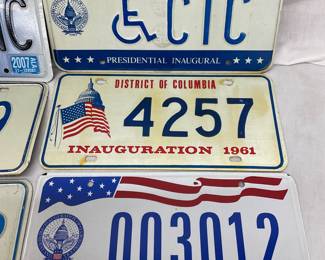 C
2007
CTC
PRESIDENTIAL INAUGURAL
DISTRICT OF COLUMBIA
4257
INAUGURATION 1961
003012